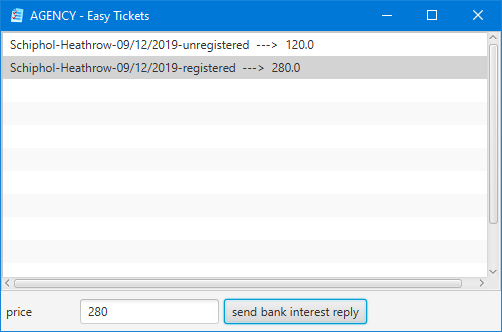 AGENCY - Easy Tickets
Schiphol-Heathrow-09/12/2019-unregistered ---> 120.0
Schiphol-Heathrow-09/12/2019-registered ---> 280.0
price 280 send bank interest reply